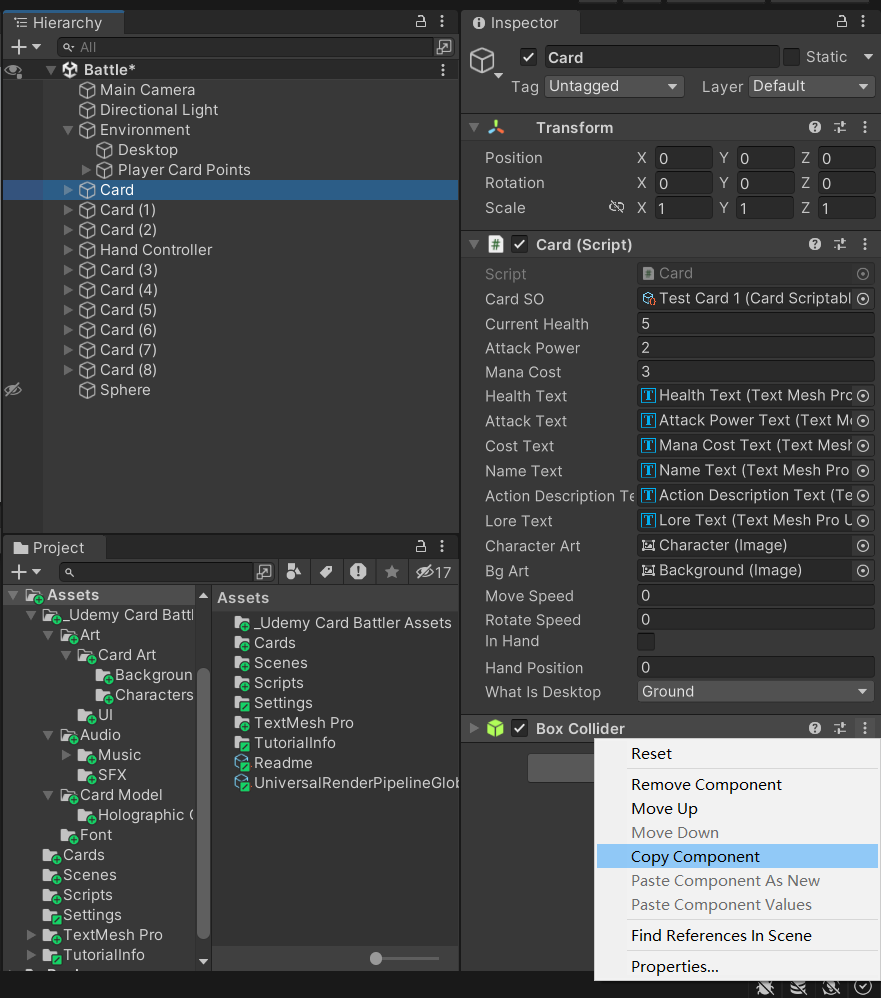 Hierarchy
All
Battle*
Main Camera
Directional Light
Environment
Desktop
Player Card Points
Card
Card (1)
Card (2)
Hand Controller
Card (3)
Card (4)
Card (5)
Card (6)
Card (7)
Card (8)
Sphere
Project
17
Assets
_Udemy Card Battl
Art
Card Art
Backgroun
Characters
UI
Audio
Music
SFX
Card Model
Holographic
Font
Cards
Scenes
Scripts
Settings
TextMesh Pro
TutorialInfo
Assets
_Udemy Card Battler Assets
Cards
Scenes
Scripts
Settings
TextMesh Pro
TutorialInfo
Readme
UniversalRenderPipelineGlob
Inspector
Card Static
Tag Untagged Layer Default
Transform
Position X 0 Y 0 Z 0
Rotation X 0 Y 0 Z 0
Scale X 1 Y 1 Z 1
# Card (Script)
Script # Card
Card SO Test Card 1 (Card Scriptabl
Current Health 5
Attack Power 2
Mana Cost 3
Health Text T Health Text (Text Mesh Pro
Attack Text T Attack Power Text (Text Me
Cost Text T Mana Cost Text (Text Mesh
Name Text T Name Text (Text Mesh Pro
Action Description Te T Action Description Text (Te
Lore Text T Lore Text (Text Mesh Pro U
Character Art Character (Image)
Bg Art Background (Image)
Move Speed 0
Rotate Speed 0
In Hand
Hand Position 0
What Is Desktop Ground
Box Collider
Reset
Remove Component
Move Up
Move Down
Copy Component
Paste Component As New
Paste Component Values
Find References In Scene
Properties...